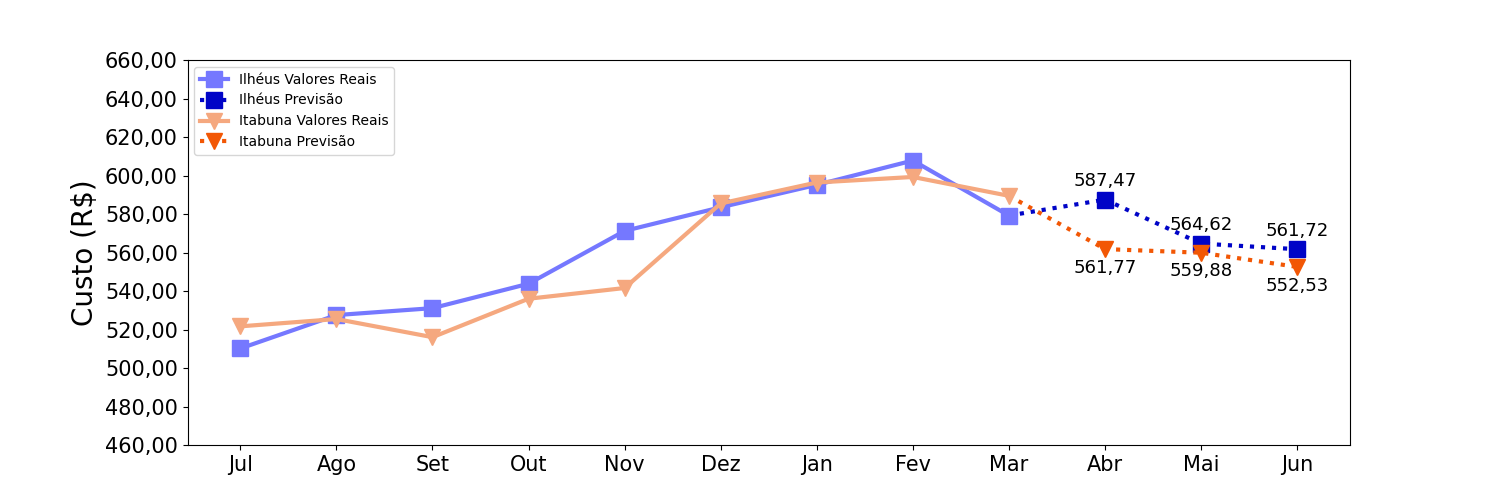 660,00
640,00
620,00
600,00
580,00
560,00
540,00
520,00
500,00
480,00
460,00
Custo (R$)
Ilhéus Valores Reais
Ilhéus Previsão
Itabuna Valores Reais
Itabuna Previsão
587,47
564,62
561,72
561,77
559,88
552,53
Jul Ago Set Out Nov Dez Jan Fev Mar Abr Mai Jun